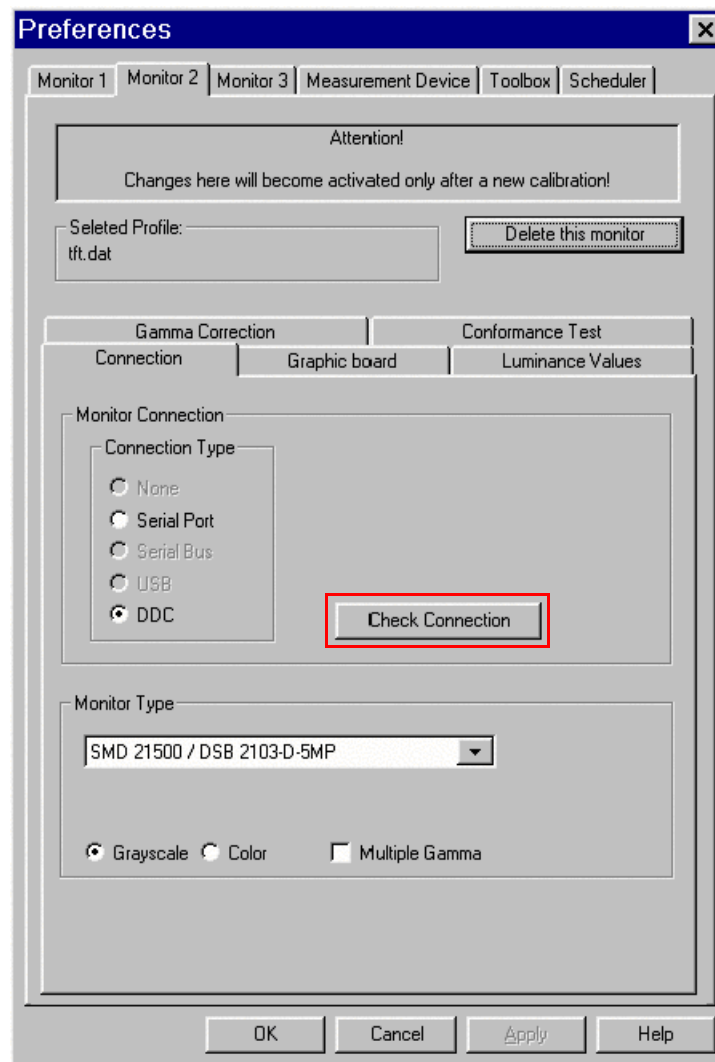 Preferences
Monitor 1 Monitor 2 Monitor 3 Measurement Device Toolbox Scheduler
Attention!
Changes here will become activated only after a new calibration!
Seleted Profile:
tft.dat
Delete this monitor
Gamma Correction Conformance Test
Connection Graphic board Luminance Values
Monitor Connection
Connection Type
None
Serial Port
Serial Bus
USB
DDC
Check Connection
Monitor Type
SMD 21500 / DSB 2103-D-5MP
Grayscale Color Multiple Gamma
OK Cancel Apply Help